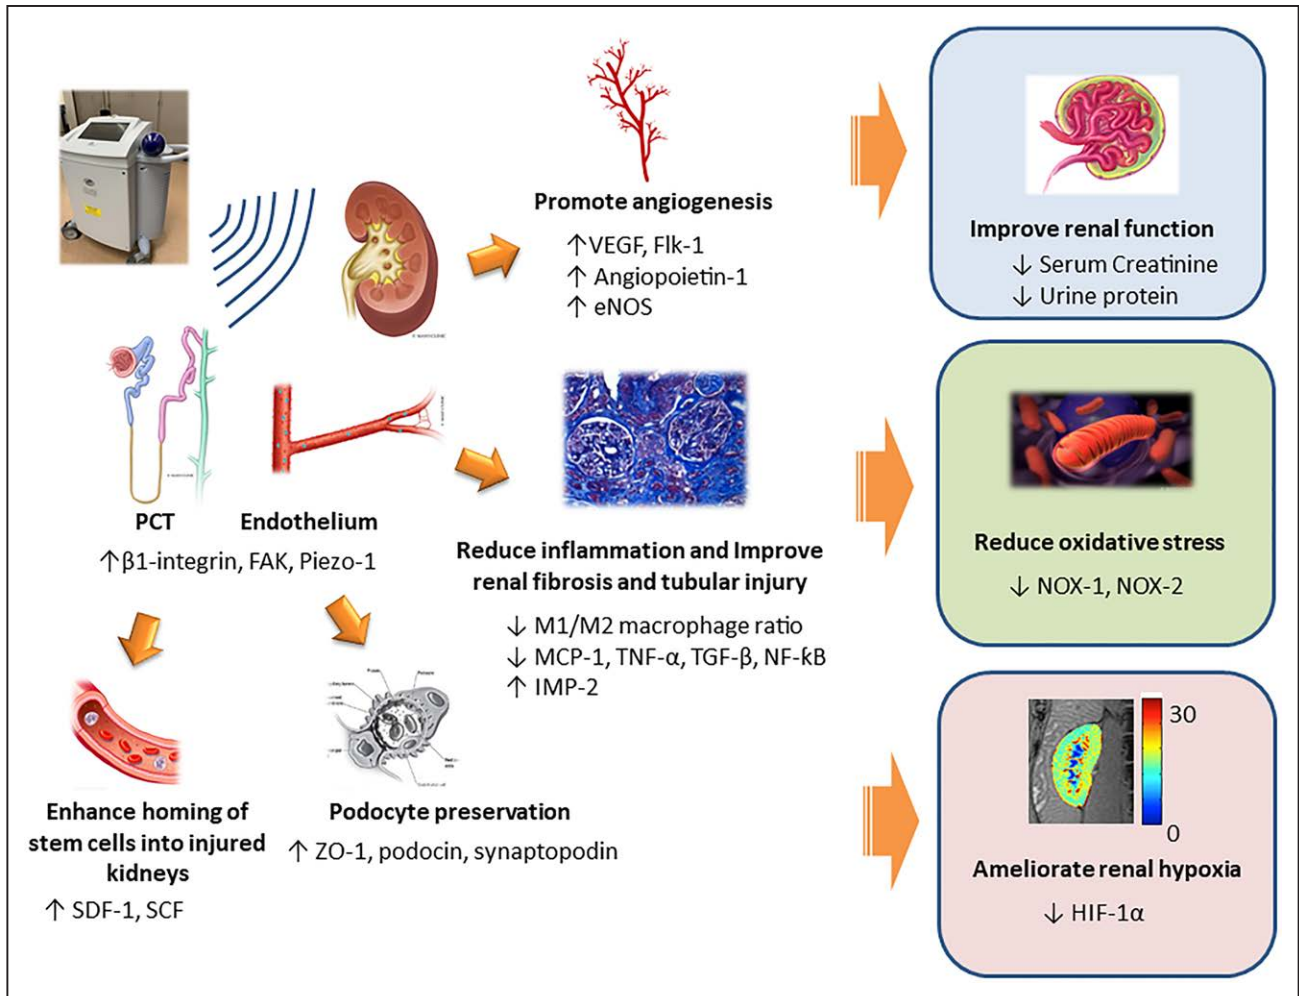 Promote angiogenesis
↑VEGF, Flk-1
↑ Angiopoietin-1
↑ eNOS
Improve renal function
↓ Serum Creatinine
↓ Urine protein
PCT
Endothelium
↑β1-integrin, FAK, Piezo-1
Reduce inflammation and Improve
renal fibrosis and tubular injury
↓ M1/M2 macrophage ratio
↓ MCP-1, TNF-α, TGF-β, NF-kB
↑ IMP-2
Reduce oxidative stress
↓ NOX-1, NOX-2
Enhance homing of
stem cells into injured
kidneys
↑ SDF-1, SCF
Podocyte preservation
↑ ZO-1, podocin, synaptopodin
30
0
Ameliorate renal hypoxia
↓ HIF-1α